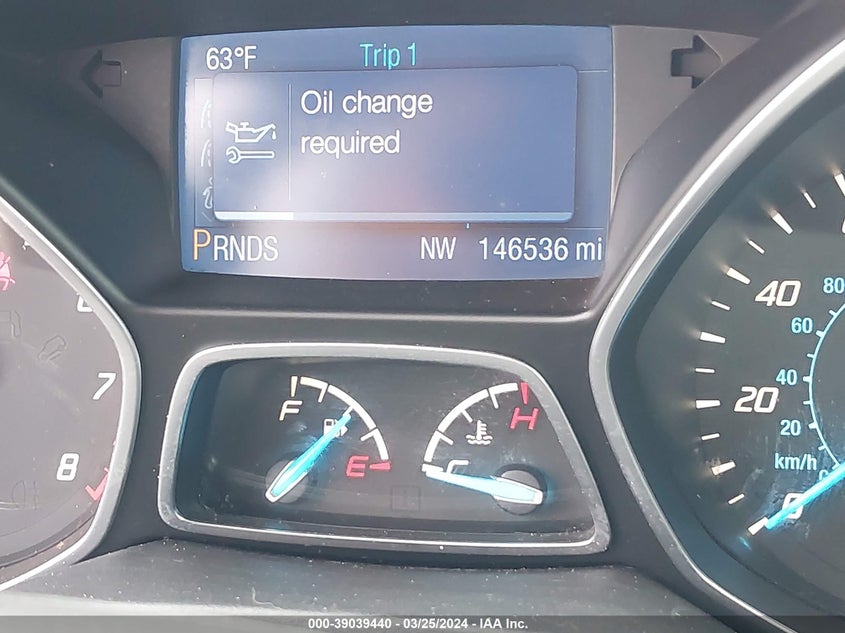 63°F Trip 1
Oil change
required
PRNDS NW 146536 mi
40 80
60
7 F H
20 40
20
8 E C km/h
0 0
000-39039440 - 03/25/2024 - IAA Inc.